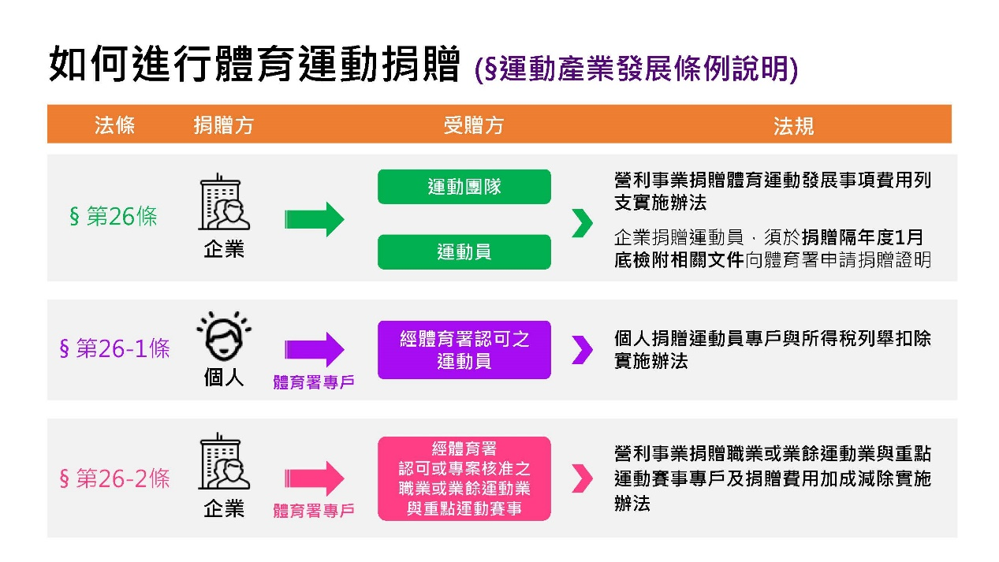 如何進行體育運動捐贈 (§運動產業發展條例說明)
法條 捐贈方 受贈方 法規
§ 第26條
企業
運動團隊
運動員
營利事業捐贈體育運動發展事項費用列
支實施辦法
企業捐贈運動員，須於捐贈隔年度1月
底檢附相關文件向體育署申請捐贈證明
§ 第26-1條
個人
體育署專戶
經體育署認可之
運動員
個人捐贈運動員專戶與所得稅列舉扣除
實施辦法
§ 第26-2條
企業
體育署專戶
經體育署
認可或專案核准之
職業或業餘運動業
與重點運動賽事
營利事業捐贈職業或業餘運動業與重點
運動賽事專戶及捐贈費用加成減除實施
辦法